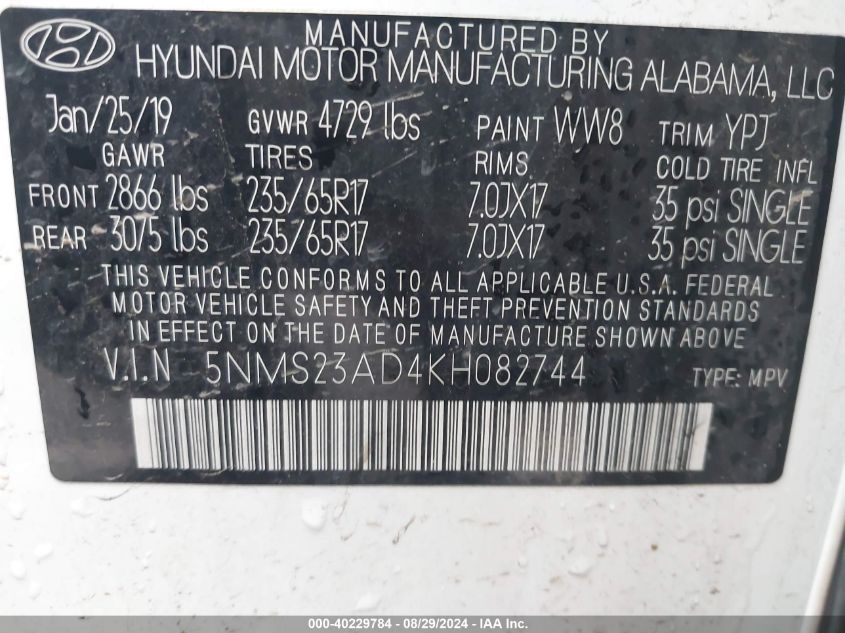 MANUFACTURED BY
HYUNDAI MOTOR MANUFACTURING ALABAMA, LLC
Jan/25/19 GVWR 4729 lbs PAINT WW8 TRIM YPJ
GAWR TIRES RIMS COLD TIRE INFL
FRONT 2866 lbs 235/65R17 7.0JX17 35 psi SINGLE
REAR 3075 lbs 235/65R17 7.0JX17 35 psi SINGLE
THIS VEHICLE CONFORMS TO ALL APPLICABLE U.S.A. FEDERAL
MOTOR VEHICLE SAFETY AND THEFT PREVENTION STANDARDS
IN EFFECT ON THE DATE OF MANUFACTURE SHOWN ABOVE
V.I.N 5NMS23AD4KH082744 TYPE: MPV
000-40229784 - 08/29/2024 - IAA Inc.